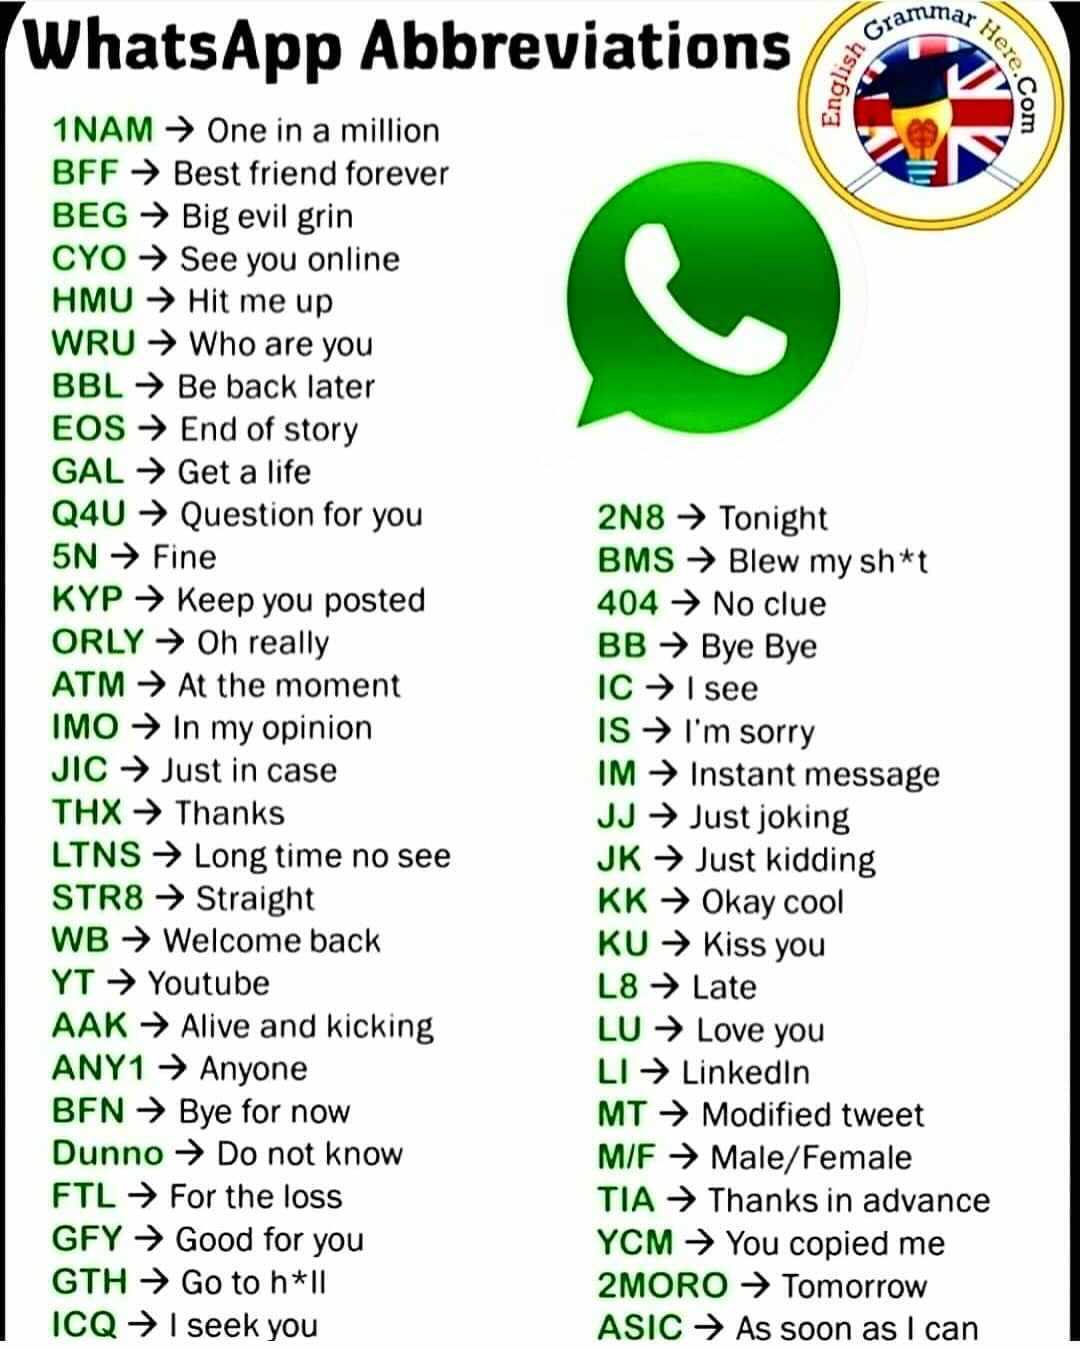 WhatsApp Abbreviations
English Grammar Here.Com
1NAM → One in a million
BFF → Best friend forever
BEG → Big evil grin
CYO → See you online
HMU → Hit me up
WRU → Who are you
BBL → Be back later
EOS → End of story
GAL → Get a life
Q4U → Question for you
5N → Fine
KYP → Keep you posted
ORLY → Oh really
ATM → At the moment
IMO → In my opinion
JIC → Just in case
THX → Thanks
LTNS → Long time no see
STR8 → Straight
WB → Welcome back
YT → Youtube
AAK → Alive and kicking
ANY1 → Anyone
BFN → Bye for now
Dunno → Do not know
FTL → For the loss
GFY → Good for you
GTH → Go to h*ll
ICQ → I seek you
2N8 → Tonight
BMS → Blew my sh*t
404 → No clue
BB → Bye Bye
IC → I see
IS → I'm sorry
IM → Instant message
JJ → Just joking
JK → Just kidding
KK → Okay cool
KU → Kiss you
L8 → Late
LU → Love you
LI → LinkedIn
MT → Modified tweet
M/F → Male/Female
TIA → Thanks in advance
YCM → You copied me
2MORO → Tomorrow
ASIC → As soon as I can